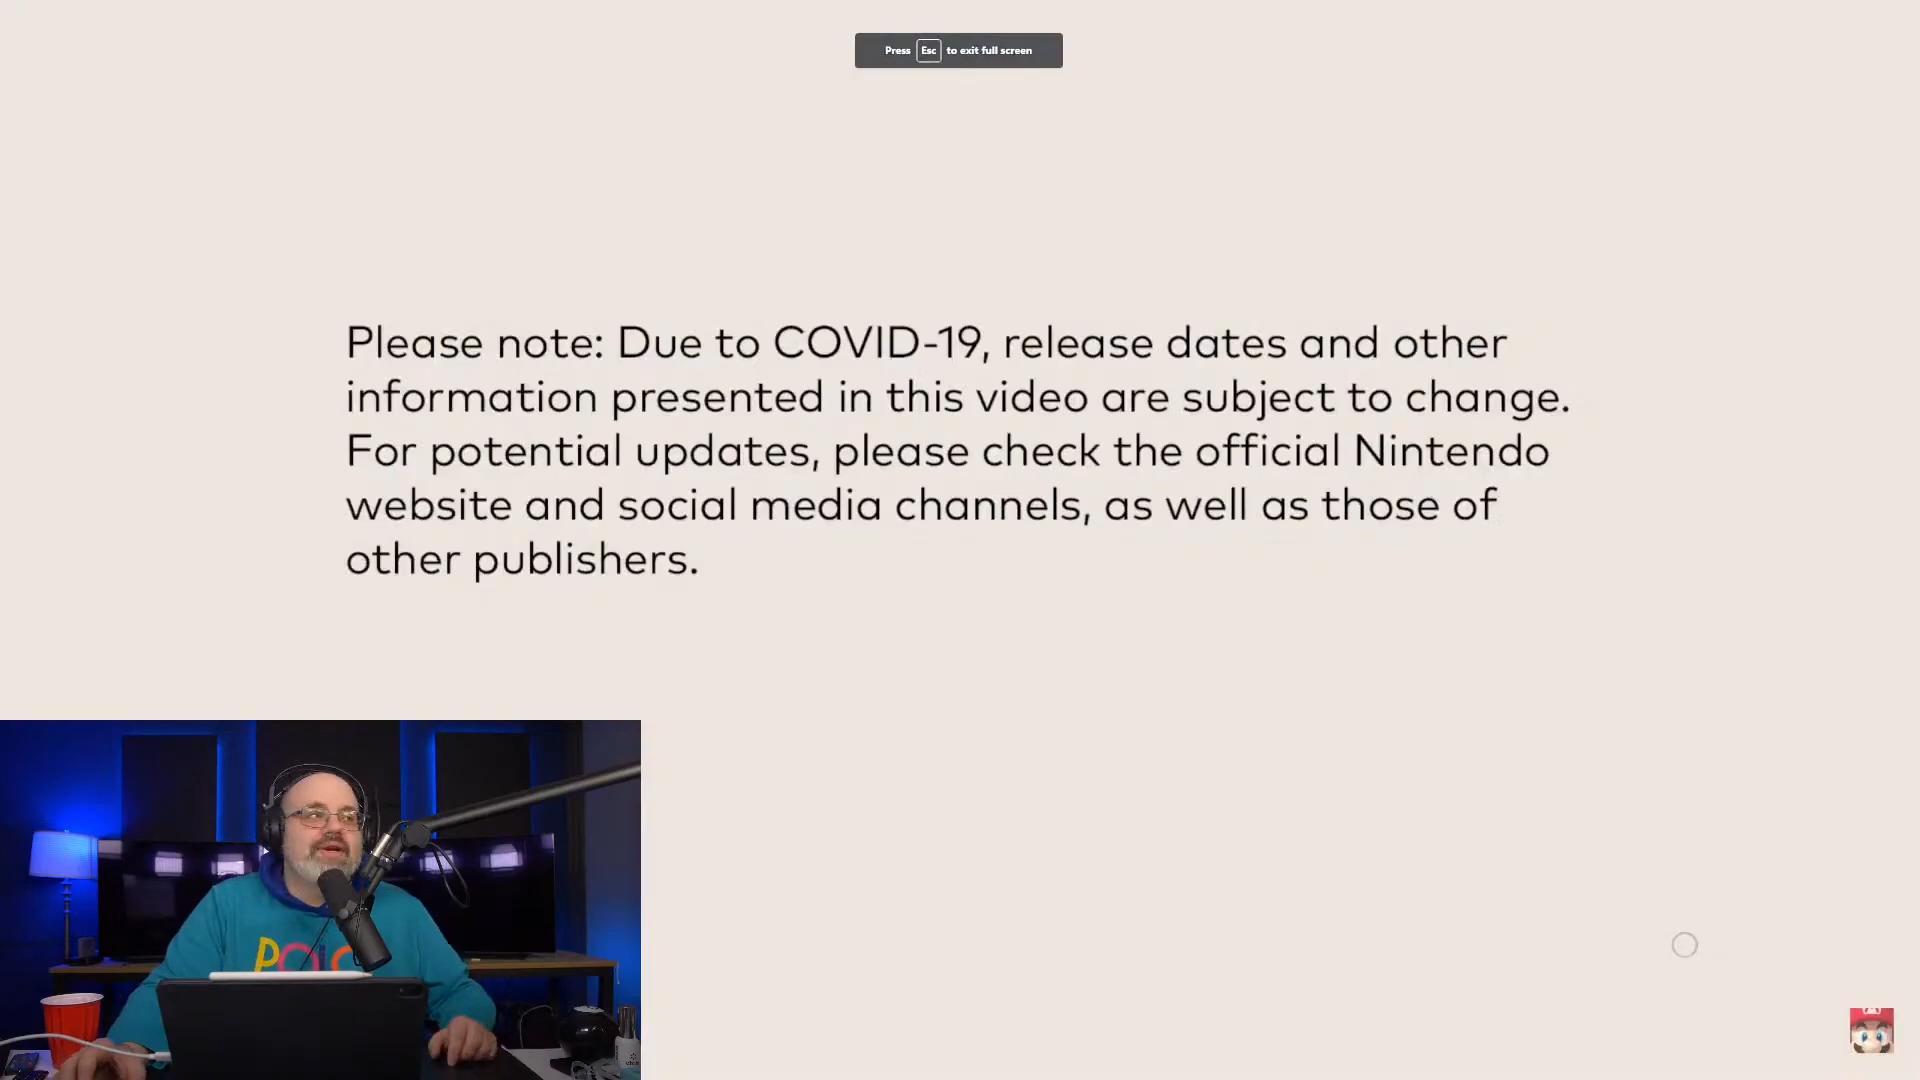 Press Esc to exit full screen
Please note: Due to COVID-19, release dates and other
information presented in this video are subject to change.
For potential updates, please check the official Nintendo
website and social media channels, as well as those of
other publishers.
POLO
M